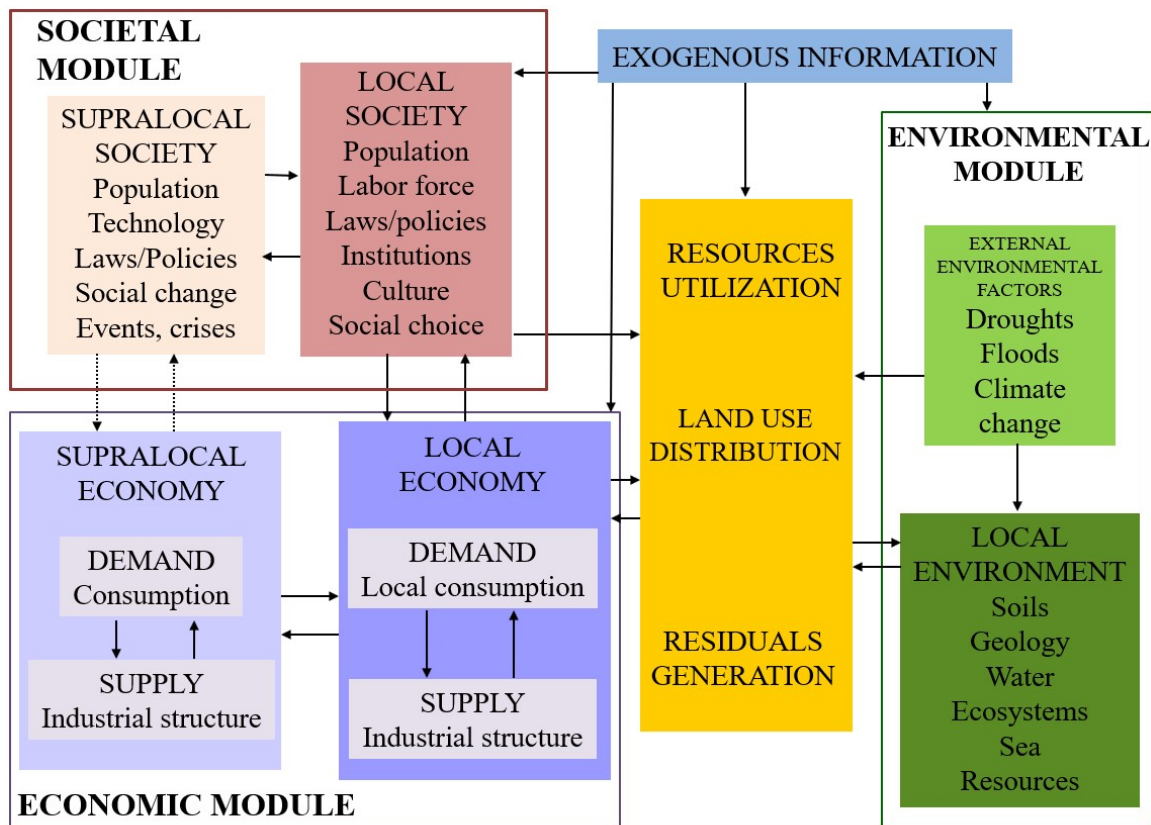 SOCIETAL
MODULE
SUPRALOCAL
SOCIETY
Population
Technology
Laws/Policies
Social change
Events, crises
LOCAL
SOCIETY
Population
Labor force
Laws/policies
Institutions
Culture
Social choice
EXOGENOUS INFORMATION
RESOURCES
UTILIZATION
LAND USE
DISTRIBUTION
RESIDUALS
GENERATION
ENVIRONMENTAL
MODULE
EXTERNAL
ENVIRONMENTAL
FACTORS
Droughts
Floods
Climate
change
LOCAL
ENVIRONMENT
Soils
Geology
Water
Ecosystems
Sea
Resources
SUPRALOCAL
ECONOMY
DEMAND
Consumption
SUPPLY
Industrial structure
LOCAL
ECONOMY
DEMAND
Local consumption
SUPPLY
Industrial structure
ECONOMIC MODULE